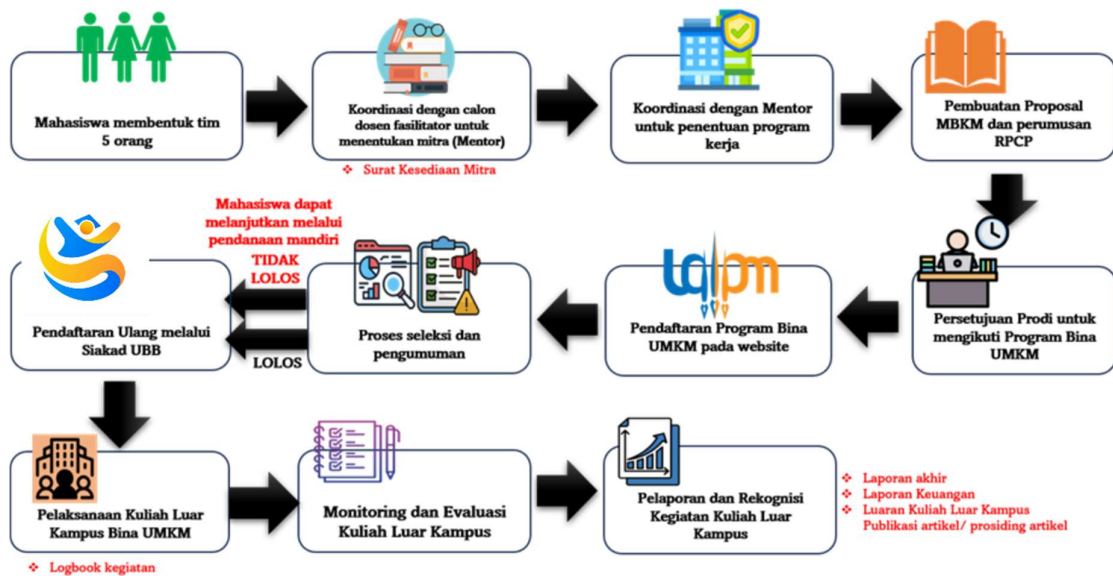 Mahasiswa membentuk tim
5 orang
Koordinasi dengan calon
dosen fasilitator untuk
menentukan mitra (Mentor)
❖ Surat Kesediaan Mitra
Koordinasi dengan Mentor
untuk penentuan program
kerja
Pembuatan Proposal
MBKM dan perumusan
RPCP
Persetujuan Prodi untuk
mengikuti Program Bina
UMKM
Pendaftaran Program Bina
UMKM pada website
Proses seleksi dan
pengumuman
Mahasiswa dapat
melanjutkan melalui
pendanaan mandiri
TIDAK
LOLOS
LOLOS
Pendaftaran Ulang melalui
Siakad UBB
Pelaksanaan Kuliah Luar
Kampus Bina UMKM
❖ Logbook kegiatan
Monitoring dan Evaluasi
Kuliah Luar Kampus
Pelaporan dan Rekognisi
Kegiatan Kuliah Luar
Kampus
❖ Laporan akhir
❖ Laporan Keuangan
❖ Luaran Kuliah Luar Kampus
Publikasi artikel/ prosiding artikel